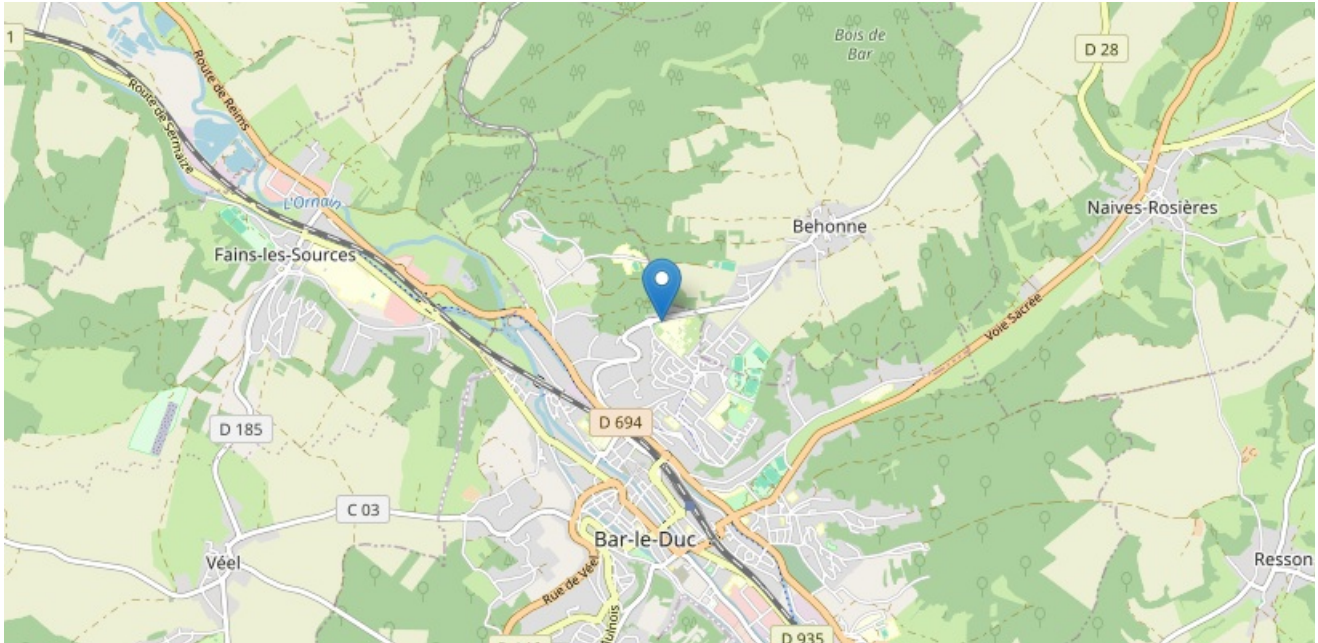 1
Route de Reims
Route de Sermaize
Bois de
Bar
D 28
L'Ornain
Fains-les-Sources
Behonne
Naives-Rosières
Voie Sacrée
D 694
D 185
C 03
Bar-le-Duc
Véel
Rue de Véel
Resson
D 935